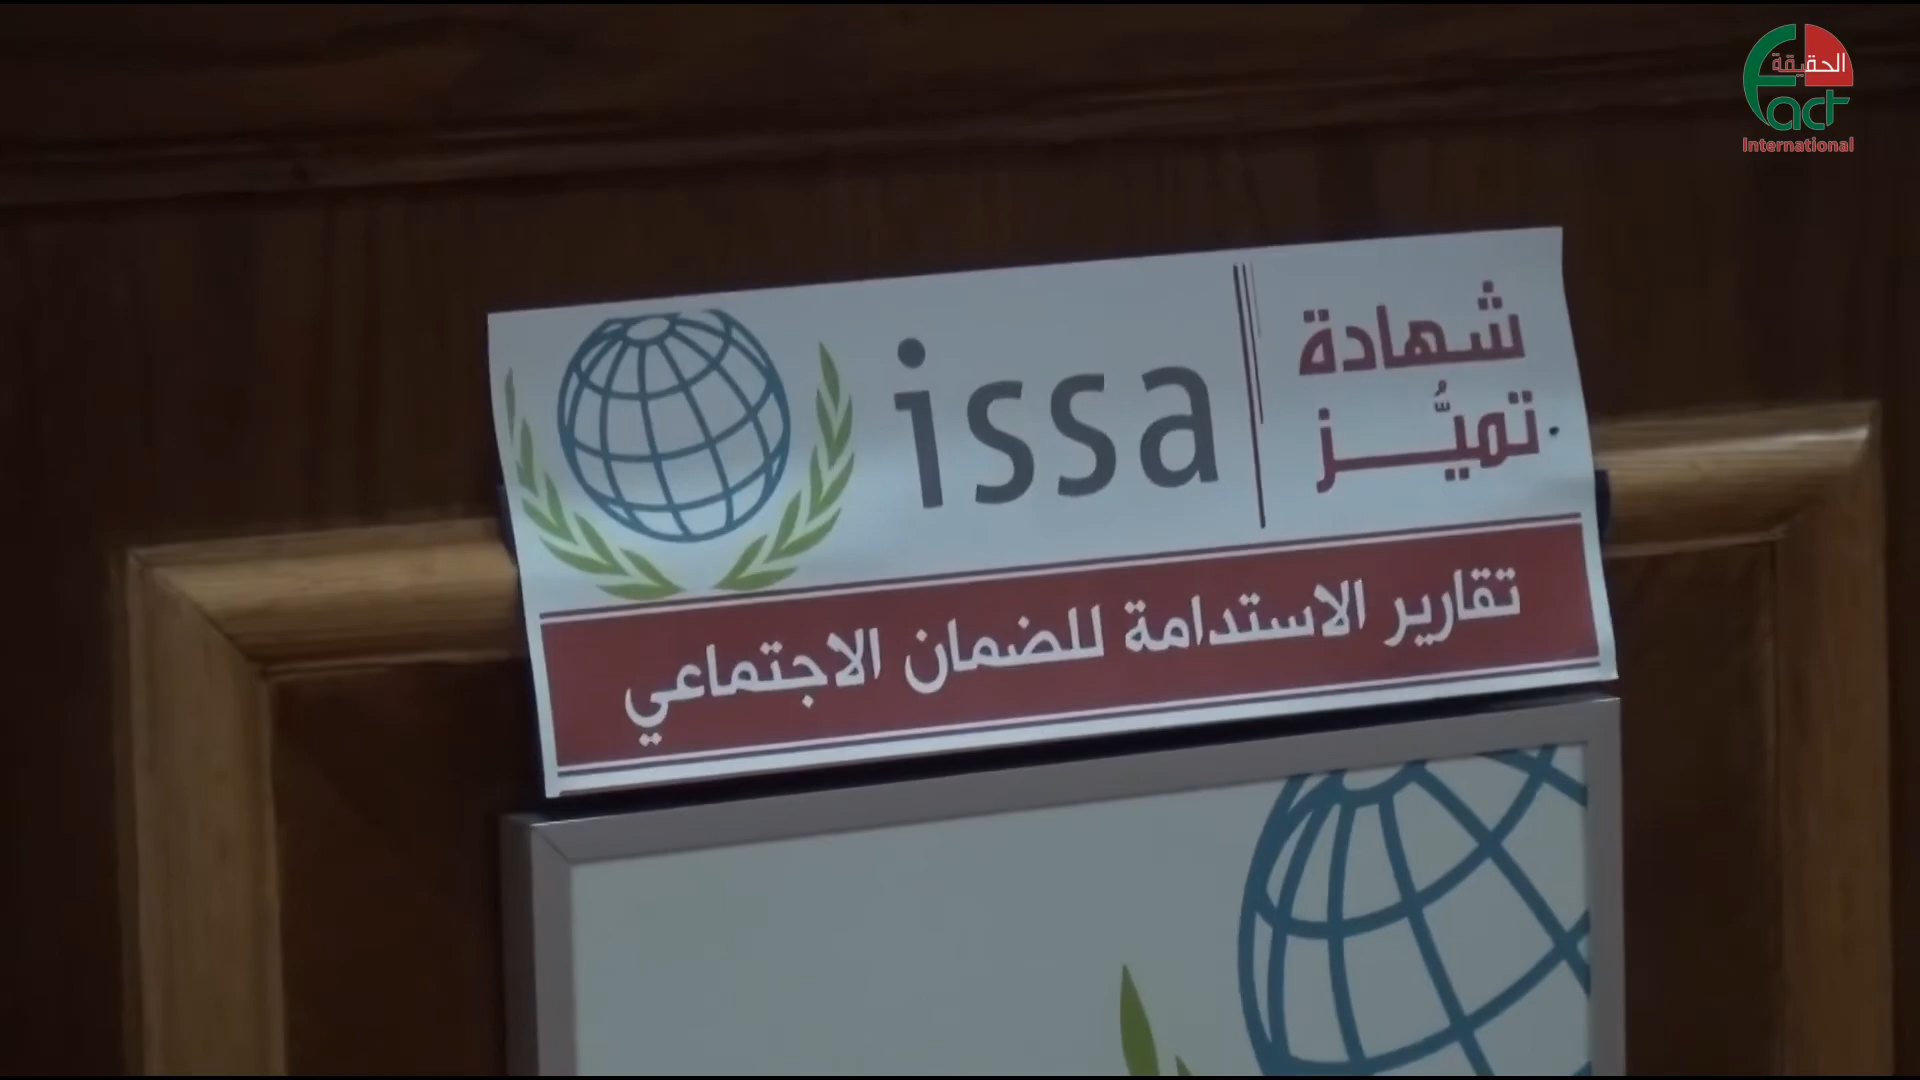 الحقيقة
Fact
International
شهادة
تميُّز
issa
تقارير الاستدامة للضمان الاجتماعي